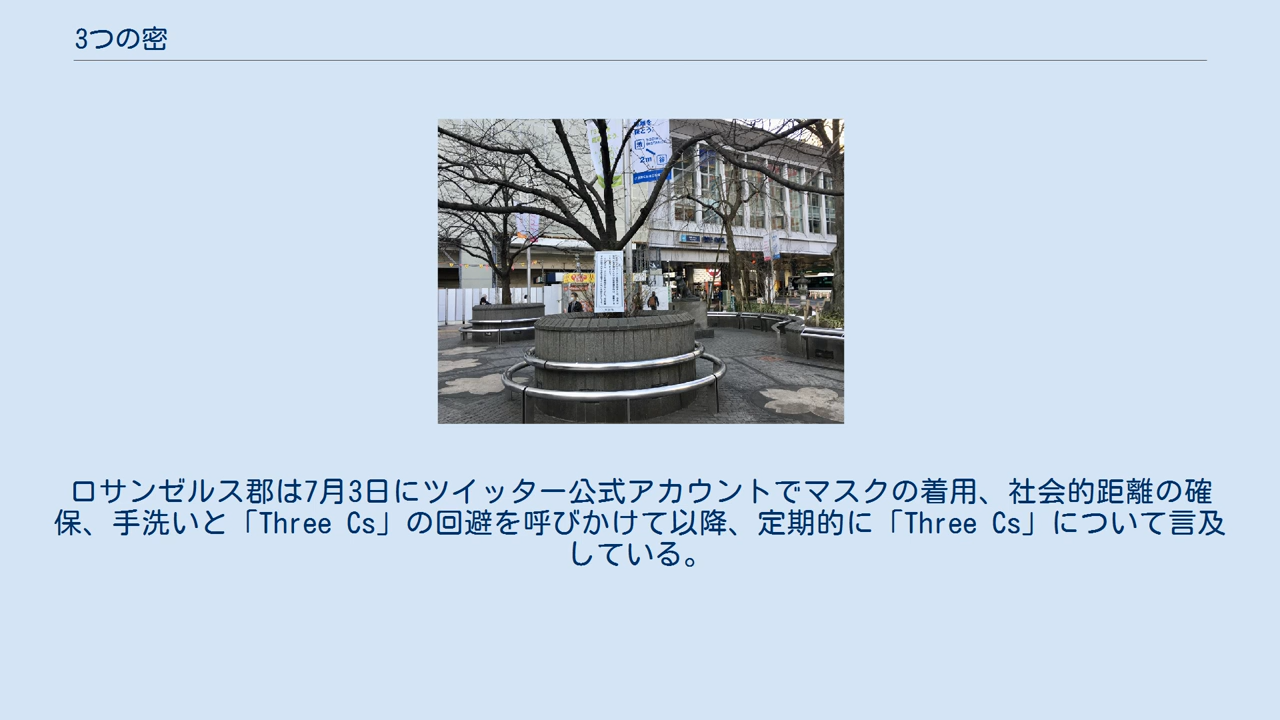 3つの密
2m
ロサンゼルス郡は7月3日にツイッター公式アカウントでマスクの着用、社会的距離の確
保、手洗いと「Three Cs」の回避を呼びかけて以降、定期的に「Three Cs」について言及
している。